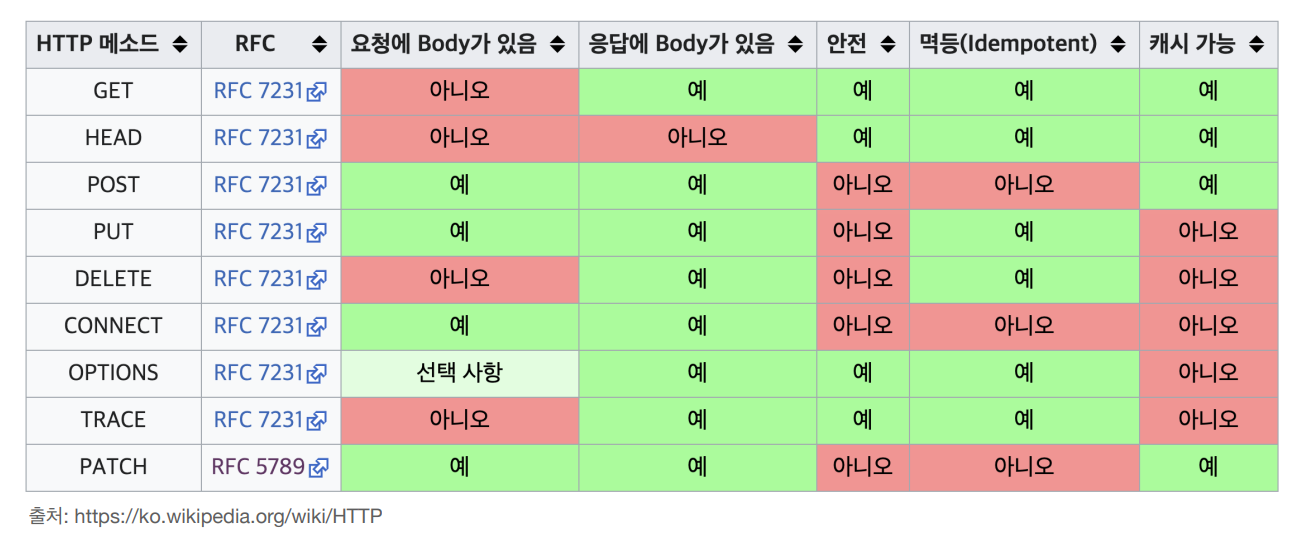 HTTP 메소드 RFC 요청에 Body가 있음 응답에 Body가 있음 안전 멱등(Idempotent) 캐시 가능
GET RFC 7231 아니오 예 예 예 예
HEAD RFC 7231 아니오 아니오 예 예 예
POST RFC 7231 예 예 아니오 아니오 예
PUT RFC 7231 예 예 아니오 예 아니오
DELETE RFC 7231 아니오 예 아니오 예 아니오
CONNECT RFC 7231 예 예 아니오 아니오 아니오
OPTIONS RFC 7231 선택 사항 예 예 예 아니오
TRACE RFC 7231 아니오 예 예 예 아니오
PATCH RFC 5789 예 예 아니오 아니오 예
출처: https://ko.wikipedia.org/wiki/HTTP